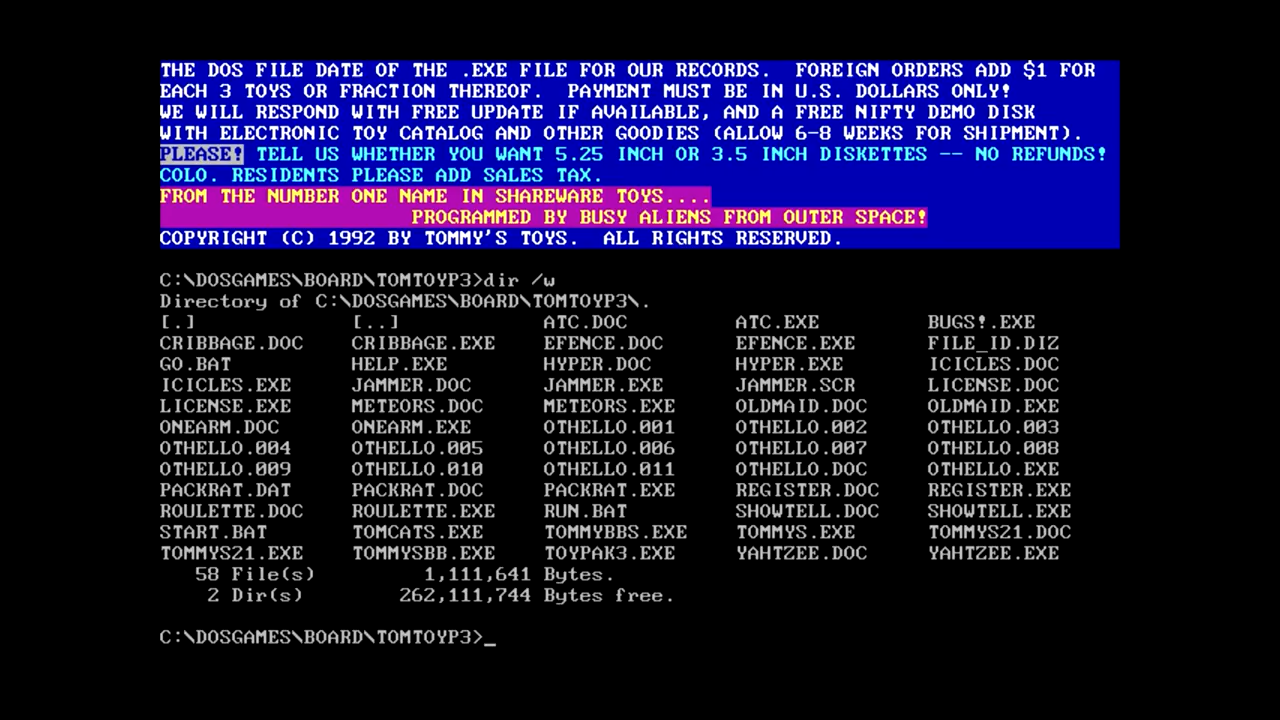 THE DOS FILE DATE OF THE .EXE FILE FOR OUR RECORDS.  FOREIGN ORDERS ADD $1 FOR
EACH 3 TOYS OR FRACTION THEREOF.  PAYMENT MUST BE IN U.S. DOLLARS ONLY!
WE WILL RESPOND WITH FREE UPDATE IF AVAILABLE, AND A FREE NIFTY DEMO DISK
WITH ELECTRONIC TOY CATALOG AND OTHER GOODIES (ALLOW 6-8 WEEKS FOR SHIPMENT).
PLEASE! TELL US WHETHER YOU WANT 5.25 INCH OR 3.5 INCH DISKETTES -- NO REFUNDS!
COLO. RESIDENTS PLEASE ADD SALES TAX.
FROM THE NUMBER ONE NAME IN SHAREWARE TOYS....
PROGRAMMED BY BUSY ALIENS FROM OUTER SPACE!
COPYRIGHT (C) 1992 BY TOMMY'S TOYS.  ALL RIGHTS RESERVED.
C:\DOSGAMES\BOARD\TOMTOYP3>dir /w
Directory of C:\DOSGAMES\BOARD\TOMTOYP3\.
[.] [..] ATC.DOC ATC.EXE BUGS!.EXE
CRIBBAGE.DOC CRIBBAGE.EXE EFENCE.DOC EFENCE.EXE FILE_ID.DIZ
GO.BAT HELP.EXE HYPER.DOC HYPER.EXE ICICLES.DOC
ICICLES.EXE JAMMER.DOC JAMMER.EXE JAMMER.SCR LICENSE.DOC
LICENSE.EXE METEORS.DOC METEORS.EXE OLDMAID.DOC OLDMAID.EXE
ONEARM.DOC ONEARM.EXE OTHELLO.001 OTHELLO.002 OTHELLO.003
OTHELLO.004 OTHELLO.005 OTHELLO.006 OTHELLO.007 OTHELLO.008
OTHELLO.009 OTHELLO.010 OTHELLO.011 OTHELLO.DOC OTHELLO.EXE
PACKRAT.DAT PACKRAT.DOC PACKRAT.EXE REGISTER.DOC REGISTER.EXE
ROULETTE.DOC ROULETTE.EXE RUN.BAT SHOWTELL.DOC SHOWTELL.EXE
START.BAT TOMCATS.EXE TOMMYBBS.EXE TOMMYS.EXE TOMMYS21.DOC
TOMMYS21.EXE TOMMYSBB.EXE TOYPAK3.EXE YAHTZEE.DOC YAHTZEE.EXE
58 File(s) 1,111,641 Bytes.
2 Dir(s) 262,111,744 Bytes free.
C:\DOSGAMES\BOARD\TOMTOYP3>_